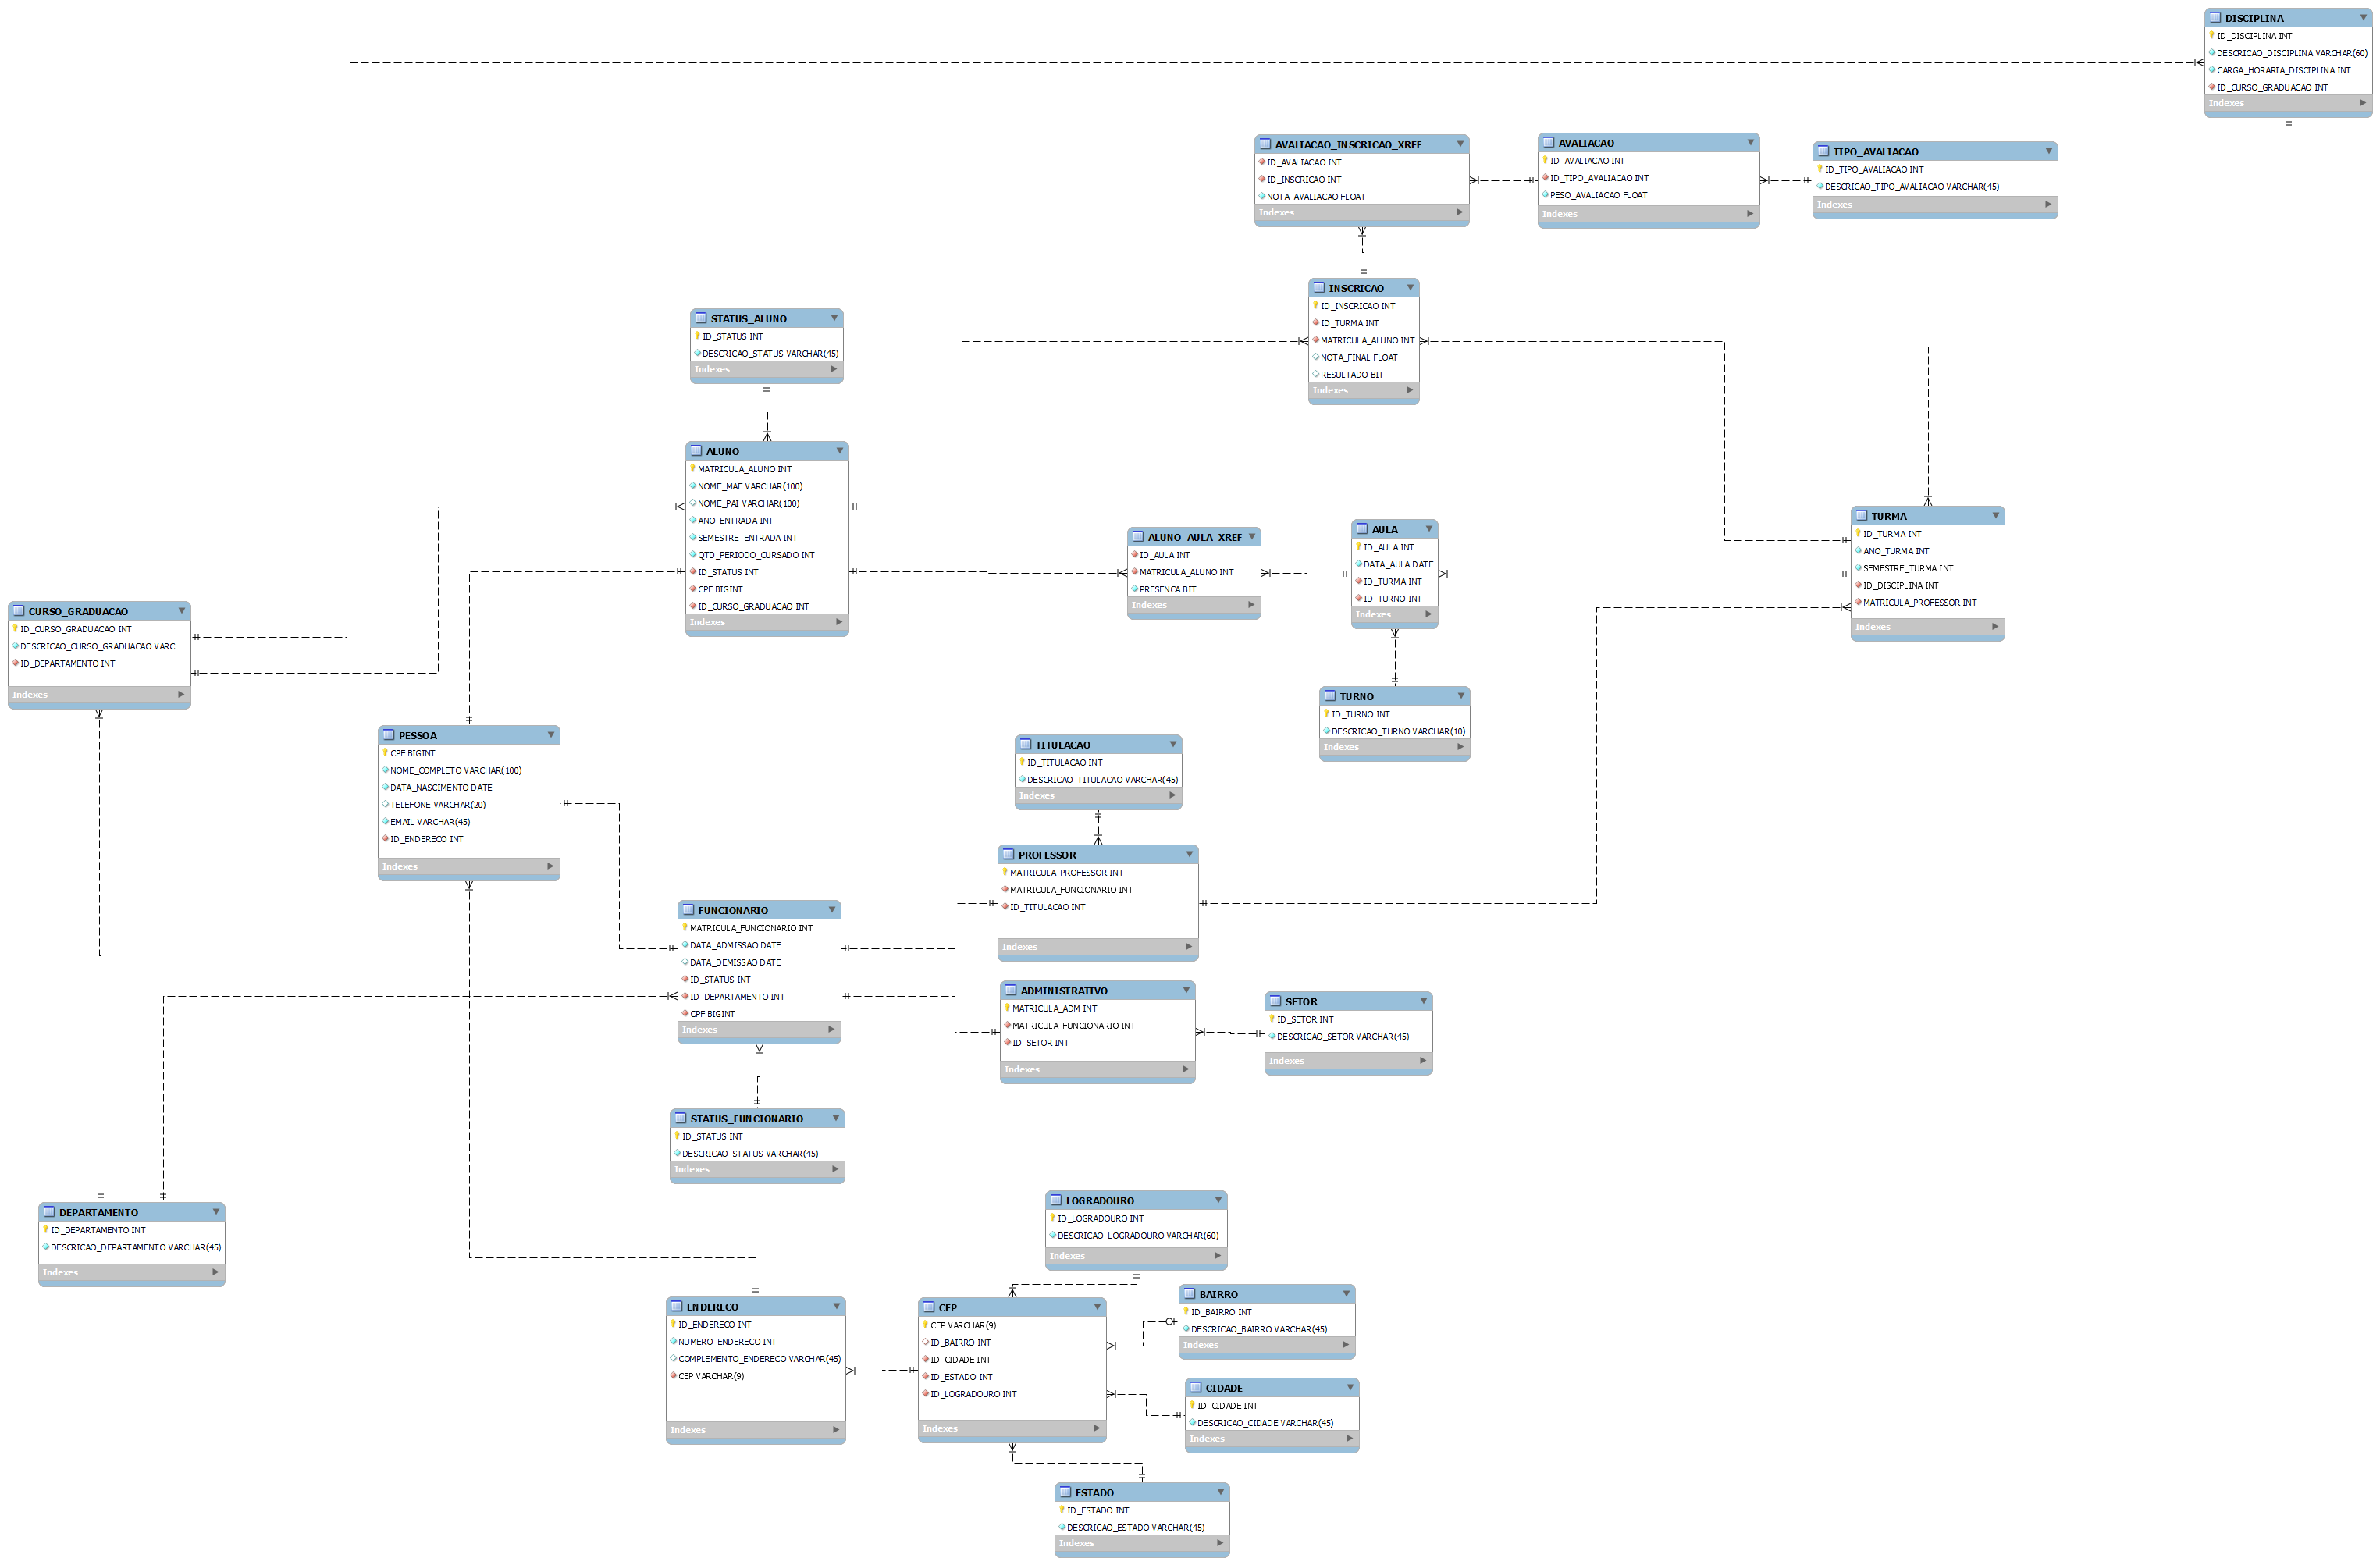 DISCIPLINA
ID_DISCIPLINA INT
DESCRICAO_DISCIPLINA VARCHAR(60)
CARGA_HORARIA_DISCIPLINA INT
ID_CURSO_GRADUACAO INT
Indexes
AVALIACAO_INSCRICAO_XREF
ID_AVALIACAO INT
ID_INSCRICAO INT
NOTA_AVALIACAO FLOAT
Indexes
AVALIACAO
ID_AVALIACAO INT
ID_TIPO_AVALIACAO INT
PESO_AVALIACAO FLOAT
Indexes
TIPO_AVALIACAO
ID_TIPO_AVALIACAO INT
DESCRICAO_TIPO_AVALIACAO VARCHAR(45)
Indexes
INSCRICAO
ID_INSCRICAO INT
ID_TURMA INT
MATRICULA_ALUNO INT
NOTA_FINAL FLOAT
RESULTADO BIT
Indexes
STATUS_ALUNO
ID_STATUS INT
DESCRICAO_STATUS VARCHAR(45)
Indexes
ALUNO
MATRICULA_ALUNO INT
NOME_MAE VARCHAR(100)
NOME_PAI VARCHAR(100)
ANO_ENTRADA INT
SEMESTRE_ENTRADA INT
QTD_PERIODO_CURSADO INT
ID_STATUS INT
CPF BIGINT
ID_CURSO_GRADUACAO INT
Indexes
ALUNO_AULA_XREF
ID_AULA INT
MATRICULA_ALUNO INT
PRESENCA BIT
Indexes
AULA
ID_AULA INT
DATA_AULA DATE
ID_TURMA INT
ID_TURNO INT
Indexes
TURMA
ID_TURMA INT
ANO_TURMA INT
SEMESTRE_TURMA INT
ID_DISCIPLINA INT
MATRICULA_PROFESSOR INT
Indexes
CURSO_GRADUACAO
ID_CURSO_GRADUACAO INT
DESCRICAO_CURSO_GRADUACAO VARC...
ID_DEPARTAMENTO INT
Indexes
TURNO
ID_TURNO INT
DESCRICAO_TURNO VARCHAR(10)
Indexes
PESSOA
CPF BIGINT
NOME_COMPLETO VARCHAR(100)
DATA_NASCIMENTO DATE
TELEFONE VARCHAR(20)
EMAIL VARCHAR(45)
ID_ENDERECO INT
Indexes
TITULACAO
ID_TITULACAO INT
DESCRICAO_TITULACAO VARCHAR(45)
Indexes
PROFESSOR
MATRICULA_PROFESSOR INT
MATRICULA_FUNCIONARIO INT
ID_TITULACAO INT
Indexes
FUNCIONARIO
MATRICULA_FUNCIONARIO INT
DATA_ADMISSAO DATE
DATA_DEMISSAO DATE
ID_STATUS INT
ID_DEPARTAMENTO INT
CPF BIGINT
Indexes
ADMINISTRATIVO
MATRICULA_ADM INT
MATRICULA_FUNCIONARIO INT
ID_SETOR INT
Indexes
SETOR
ID_SETOR INT
DESCRICAO_SETOR VARCHAR(45)
Indexes
STATUS_FUNCIONARIO
ID_STATUS INT
DESCRICAO_STATUS VARCHAR(45)
Indexes
DEPARTAMENTO
ID_DEPARTAMENTO INT
DESCRICAO_DEPARTAMENTO VARCHAR(45)
Indexes
LOGRADOURO
ID_LOGRADOURO INT
DESCRICAO_LOGRADOURO VARCHAR(60)
Indexes
ENDERECO
ID_ENDERECO INT
NUMERO_ENDERECO INT
COMPLEMENTO_ENDERECO VARCHAR(45)
CEP VARCHAR(9)
Indexes
CEP
CEP VARCHAR(9)
ID_BAIRRO INT
ID_CIDADE INT
ID_ESTADO INT
ID_LOGRADOURO INT
Indexes
BAIRRO
ID_BAIRRO INT
DESCRICAO_BAIRRO VARCHAR(45)
Indexes
CIDADE
ID_CIDADE INT
DESCRICAO_CIDADE VARCHAR(45)
Indexes
ESTADO
ID_ESTADO INT
DESCRICAO_ESTADO VARCHAR(45)
Indexes